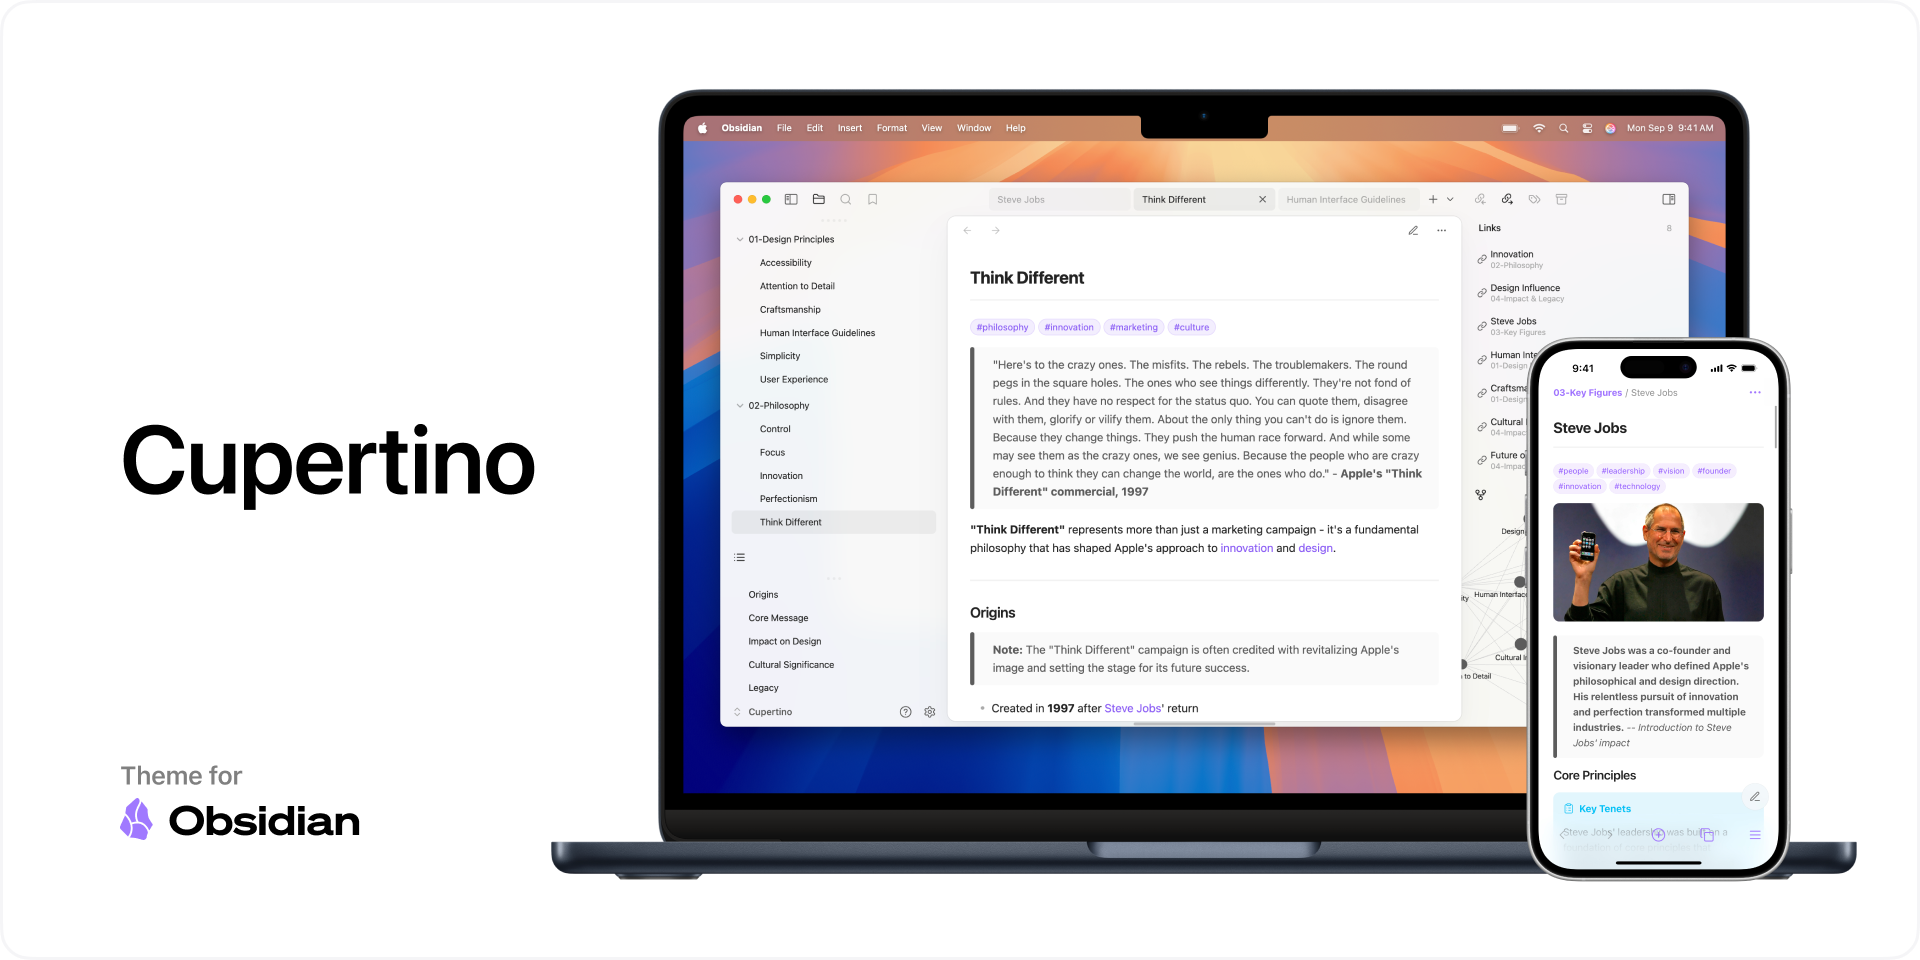 Cupertino
Theme for
Obsidian
Obsidian File Edit Insert Format View Window Help
Mon Sep 9 9:41 AM
Steve Jobs
Think Different
Human Interface Guidelines
01-Design Principles
Accessibility
Attention to Detail
Craftsmanship
Human Interface Guidelines
Simplicity
User Experience
02-Philosophy
Control
Focus
Innovation
Perfectionism
Think Different
Origins
Core Message
Impact on Design
Cultural Significance
Legacy
Cupertino
Think Different
#philosophy #innovation #marketing #culture
"Here's to the crazy ones. The misfits. The rebels. The troublemakers. The round
pegs in the square holes. The ones who see things differently. They're not fond of
rules. And they have no respect for the status quo. You can quote them, disagree
with them, glorify or vilify them. About the only thing you can't do is ignore them.
Because they change things. They push the human race forward. And while some
may see them as the crazy ones, we see genius. Because the people who are crazy
enough to think they can change the world, are the ones who do." - Apple's "Think
Different" commercial, 1997
"Think Different" represents more than just a marketing campaign - it's a fundamental
philosophy that has shaped Apple's approach to innovation and design.
Origins
Note: The "Think Different" campaign is often credited with revitalizing Apple's
image and setting the stage for its future success.
Created in 1997 after Steve Jobs' return
Links
8
Innovation
02-Philosophy
Design Influence
04-Impact & Legacy
Steve Jobs
03-Key Figures
Human Inte
01-Design
Craftsma
01-Design
Cultural I
04-Impac
Future o
04-Impac
Design
ity
Human Interface
Cultural I
to Detail
9:41
03-Key Figures / Steve Jobs
Steve Jobs
#people #leadership #vision #founder
#innovation #technology
Steve Jobs was a co-founder and
visionary leader who defined Apple's
philosophical and design direction.
His relentless pursuit of innovation
and perfection transformed multiple
industries. -- Introduction to Steve
Jobs' impact
Core Principles
Key Tenets
Steve Jobs' leadership was built on a
foundation of core principles that